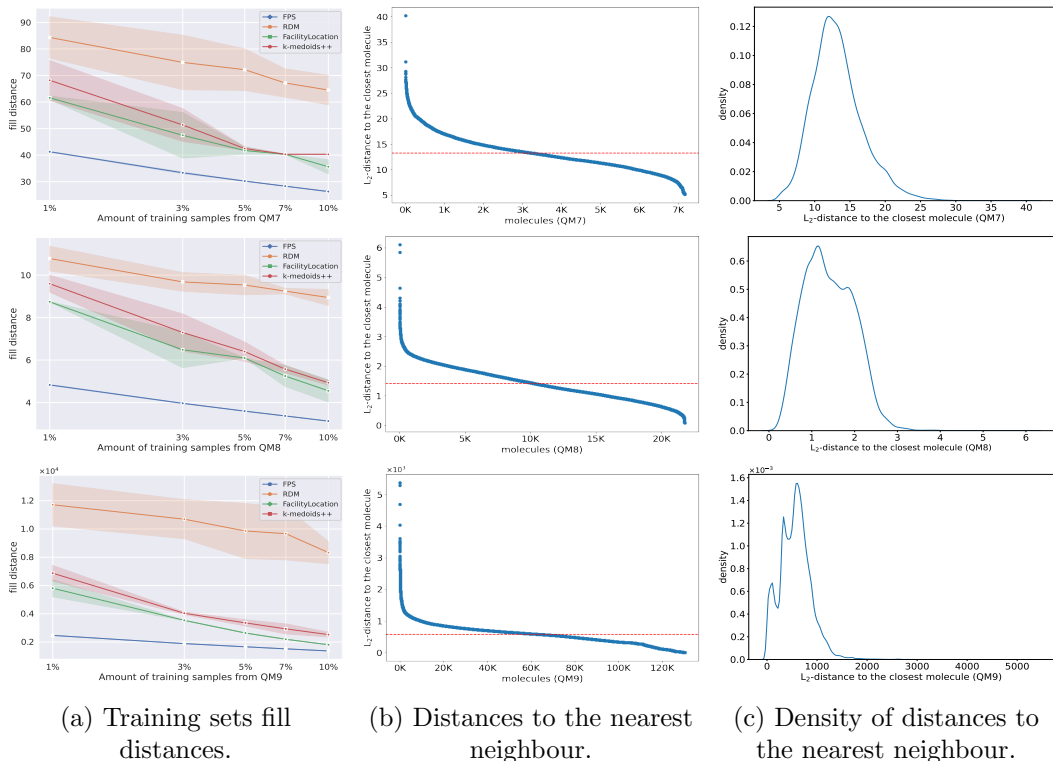 90
80
70
60
50
40
30
fill distance
FPS
RDM
FacilityLocation
k-medoids++
1%
3%
5%
7%
10%
Amount of training samples from QM7
40
35
30
25
20
15
10
5
L₂-distance to the closest molecule
0K
1K
2K
3K
4K
5K
6K
7K
molecules (QM7)
0.12
0.10
0.08
0.06
0.04
0.02
0.00
density
5
10
15
20
25
30
35
40
L₂-distance to the closest molecule (QM7)
10
8
6
4
fill distance
FPS
RDM
FacilityLocation
k-medoids++
1%
3%
5%
7%
10%
Amount of training samples from QM8
6
5
4
3
2
1
0
L₂-distance to the closest molecule
0K
5K
10K
15K
20K
molecules (QM8)
0.7
0.6
0.5
0.4
0.3
0.2
0.1
0.0
density
0
1
2
3
4
5
6
L₂-distance to the closest molecule (QM8)
×10⁴
1.2
1.0
0.8
0.6
0.4
0.2
fill distance
FPS
RDM
FacilityLocation
k-medoids++
1%
3%
5%
7%
10%
Amount of training samples from QM9
×10³
5
4
3
2
1
0
L₂-distance to the closest molecule
0K
20K
40K
60K
80K
100K
120K
molecules (QM9)
×10⁻³
1.6
1.4
1.2
1.0
0.8
0.6
0.4
0.2
0.0
density
0
1000
2000
3000
4000
5000
L₂-distance to the closest molecule (QM9)
(a) Training sets fill
distances.
(b) Distances to the nearest
neighbour.
(c) Density of distances to
the nearest neighbour.